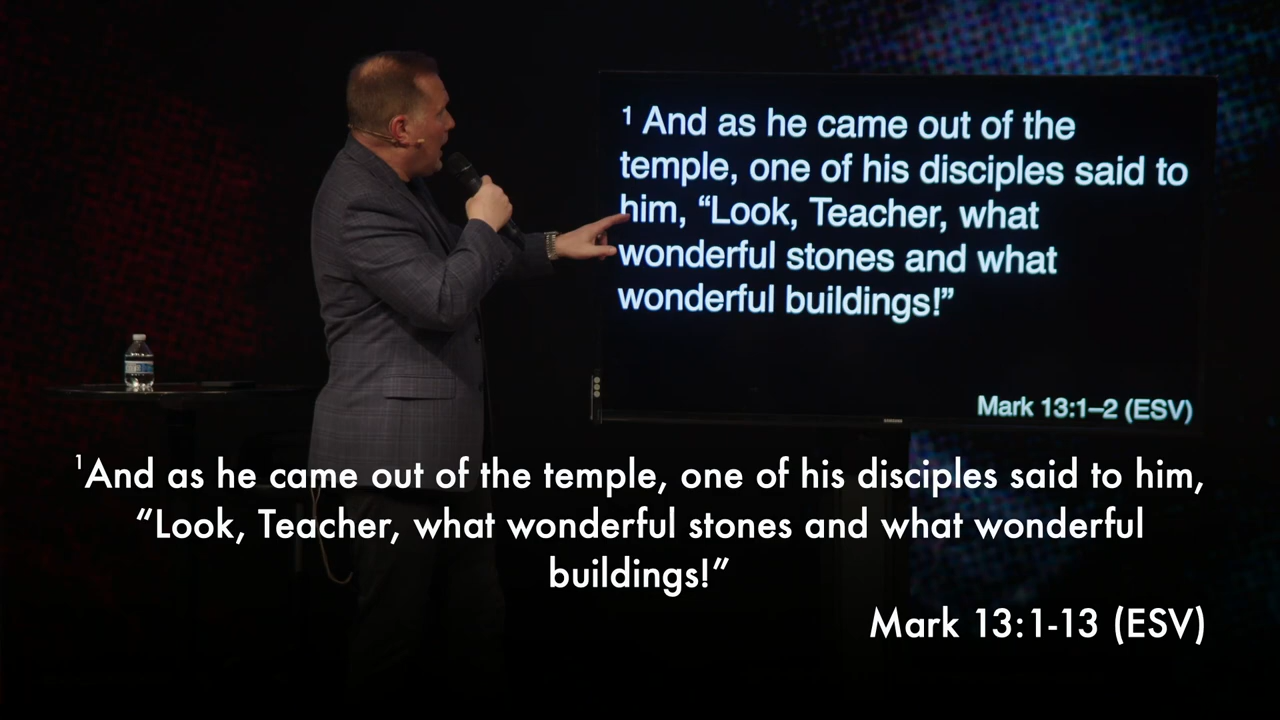 ¹ And as he came out of the
temple, one of his disciples said to
him, “Look, Teacher, what
wonderful stones and what
wonderful buildings!”
Mark 13:1–2 (ESV)
¹And as he came out of the temple, one of his disciples said to him,
“Look, Teacher, what wonderful stones and what wonderful
buildings!”
Mark 13:1-13 (ESV)